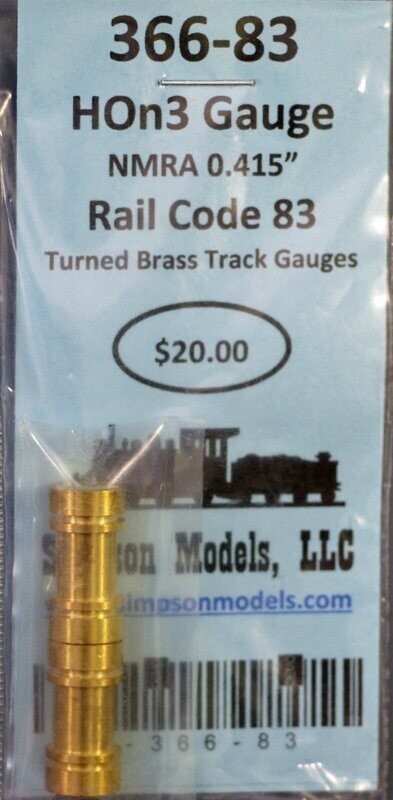 366-83
HOn3 Gauge
NMRA 0.415”
Rail Code 83
Turned Brass Track Gauges
$20.00
Models, LLC
impsonmodels.com
-366-83